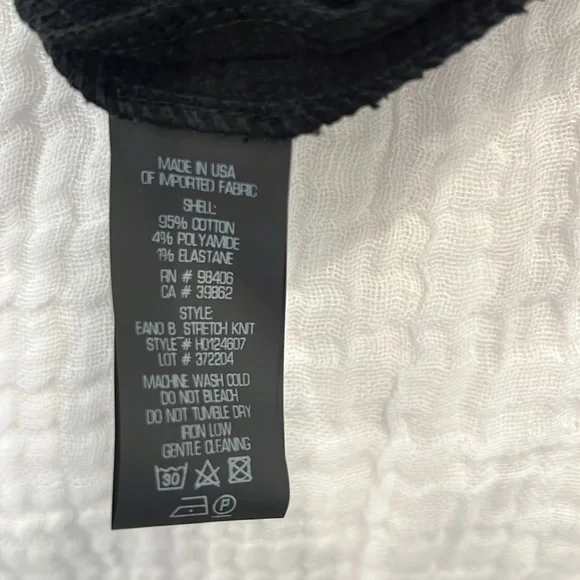 MADE IN USA
OF IMPORTED FABRIC
SHELL:
95% COTTON
4% POLYAMIDE
1% ELASTANE
RN # 98406
CA # 39862
STYLE:
EANO B STRETCH KNIT
STYLE # H0124607
LOT # 372204
MACHINE WASH COLD
DO NOT BLEACH
DO NOT TUMBLE DRY
IRON LOW
GENTLE CLEANING
30
P